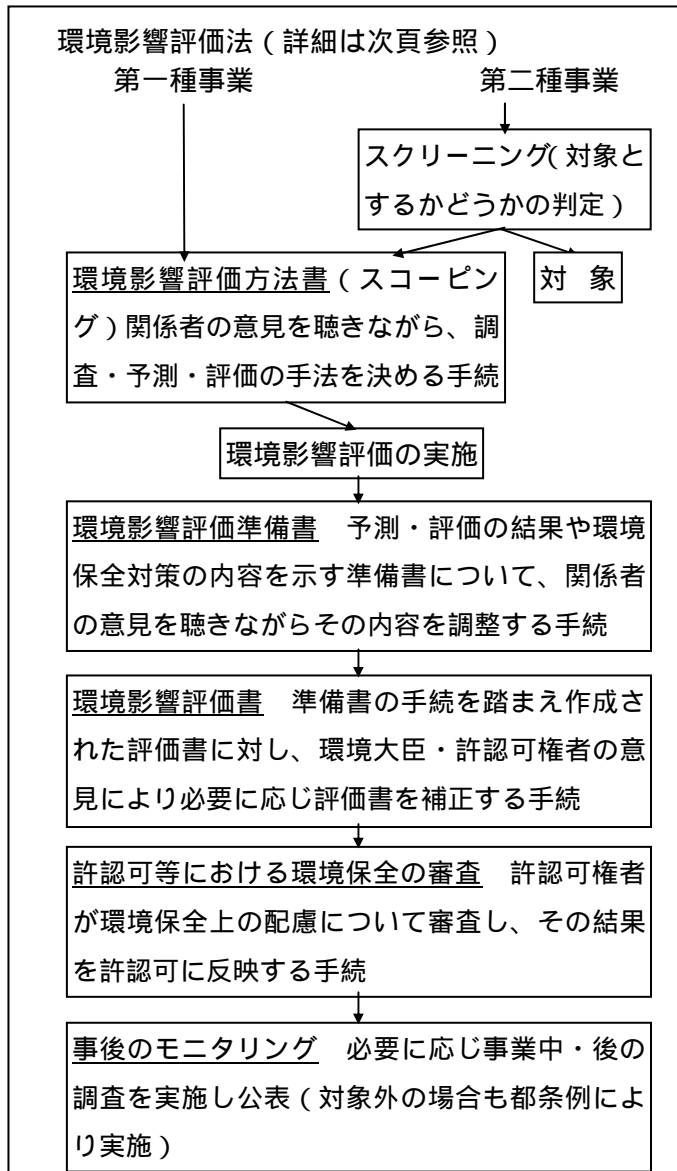 環境影響評価法（詳細は次頁参照）
第一種事業　第二種事業
スクリーニング（対象と
するかどうかの判定）
環境影響評価方法書（スコーピン
グ）関係者の意見を聴きながら、調
査・予測・評価の手法を決める手続
対　象
環境影響評価の実施
環境影響評価準備書　予測・評価の結果や環境
保全対策の内容を示す準備書について、関係者
の意見を聴きながらその内容を調整する手続
環境影響評価書　準備書の手続を踏まえ作成さ
れた評価書に対し、環境大臣・許認可権者の意
見により必要に応じ評価書を補正する手続
許認可等における環境保全の審査　許認可権者
が環境保全上の配慮について審査し、その結果
を許認可に反映する手続
事後のモニタリング　必要に応じ事業中・後の
調査を実施し公表（対象外の場合も都条例によ
り実施）